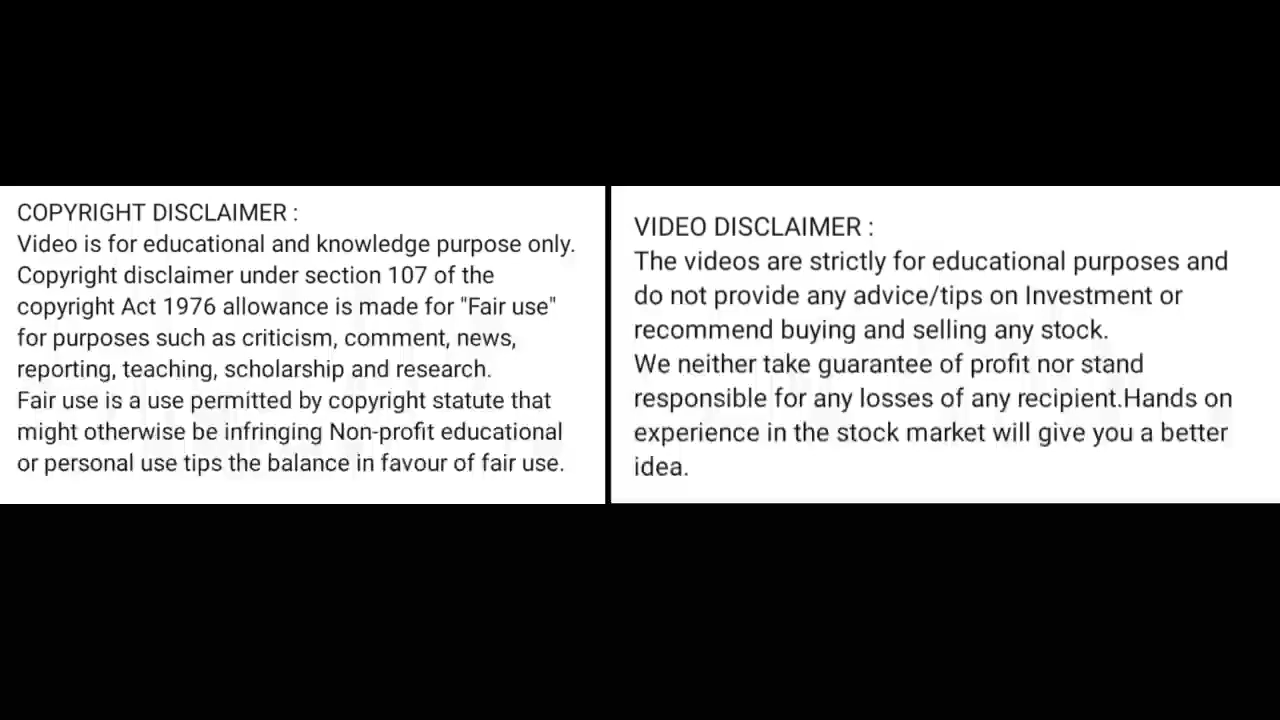 COPYRIGHT DISCLAIMER :
Video is for educational and knowledge purpose only.
Copyright disclaimer under section 107 of the
copyright Act 1976 allowance is made for "Fair use"
for purposes such as criticism, comment, news,
reporting, teaching, scholarship and research.
Fair use is a use permitted by copyright statute that
might otherwise be infringing Non-profit educational
or personal use tips the balance in favour of fair use.
VIDEO DISCLAIMER :
The videos are strictly for educational purposes and
do not provide any advice/tips on Investment or
recommend buying and selling any stock.
We neither take guarantee of profit nor stand
responsible for any losses of any recipient.Hands on
experience in the stock market will give you a better
idea.